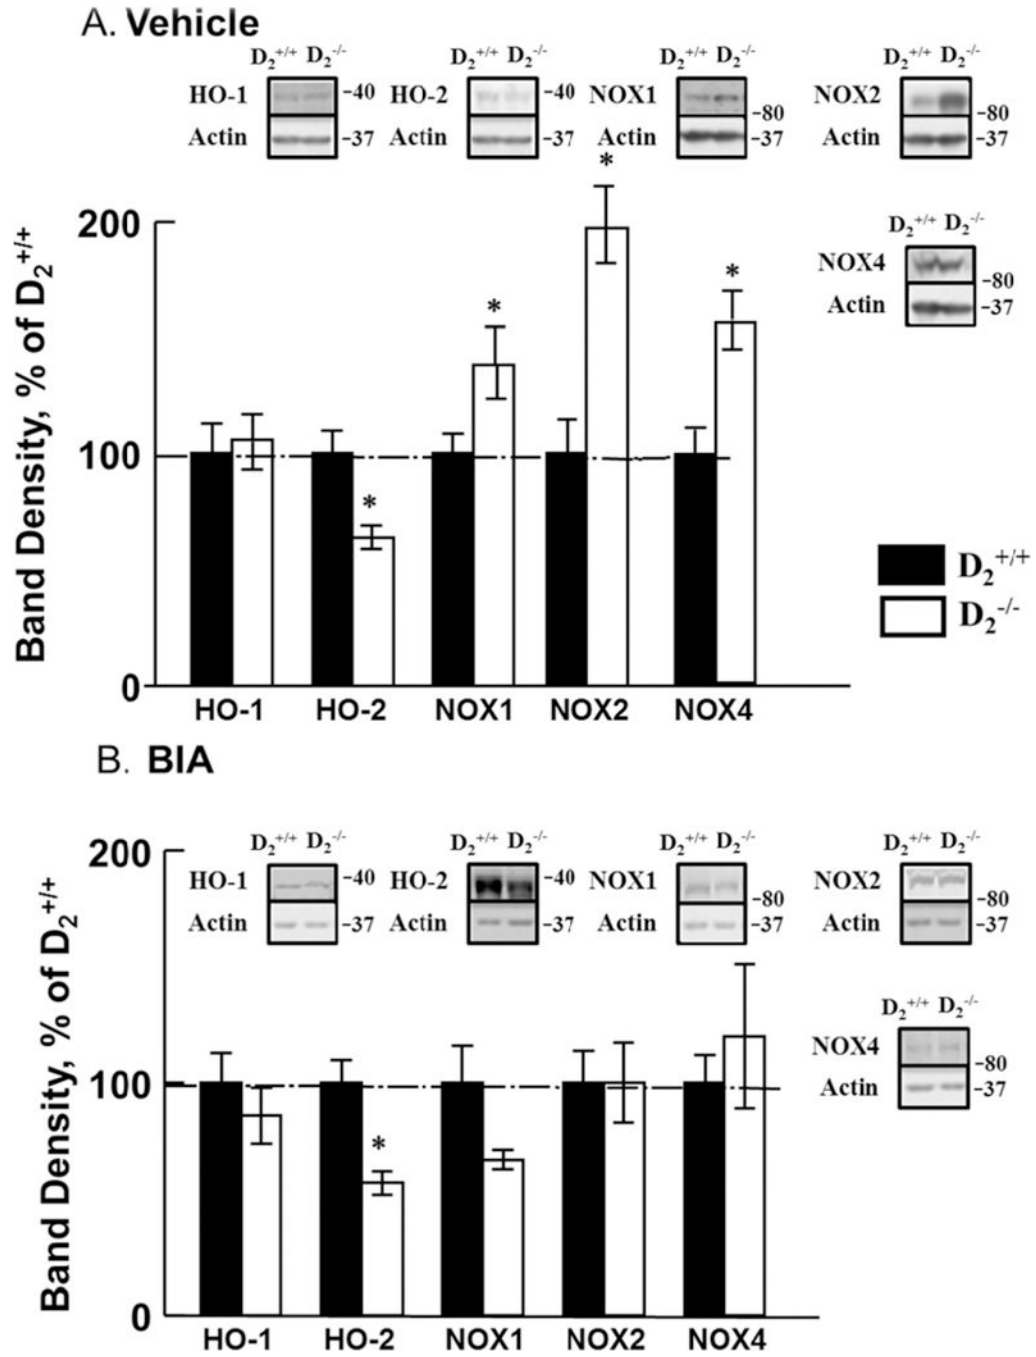 A. Vehicle
D₂⁺/⁺ D₂⁻/⁻ D₂⁺/⁺ D₂⁻/⁻ D₂⁺/⁺ D₂⁻/⁻ D₂⁺/⁺ D₂⁻/⁻
HO-1 -40 HO-2 -40 NOX1 -80 NOX2 -80
Actin -37 Actin -37 Actin -37 Actin -37
*
200
D₂⁺/⁺ D₂⁻/⁻
NOX4 -80
Actin -37
*
*
Band Density, % of D₂⁺/⁺
100
*
D₂⁺/⁺
D₂⁻/⁻
0
HO-1 HO-2 NOX1 NOX2 NOX4
B. BIA
D₂⁺/⁺ D₂⁻/⁻ D₂⁺/⁺ D₂⁻/⁻ D₂⁺/⁺ D₂⁻/⁻ D₂⁺/⁺ D₂⁻/⁻
200
HO-1 -40 HO-2 -40 NOX1 -80 NOX2 -80
Actin -37 Actin -37 Actin -37 Actin -37
D₂⁺/⁺ D₂⁻/⁻
NOX4 -80
Actin -37
Band Density, % of D₂⁺/⁺
100
*
0
HO-1 HO-2 NOX1 NOX2 NOX4